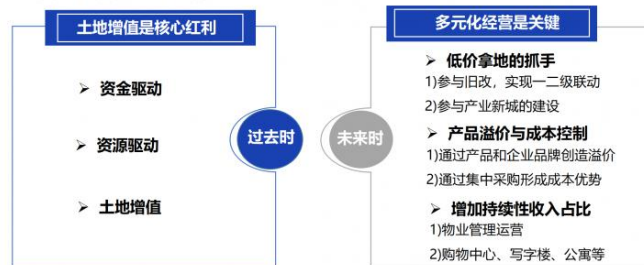 土地增值是核心红利
➢ 资金驱动
➢ 资源驱动
➢ 土地增值
过去时
未来时
多元化经营是关键
➢ 低价拿地的抓手
1)参与旧改，实现一二级联动
2)参与产业新城的建设
➢ 产品溢价与成本控制
1)通过产品和企业品牌创造溢价
2)通过集中采购形成成本优势
➢ 增加持续性收入占比
1)物业管理运营
2)购物中心、写字楼、公寓等